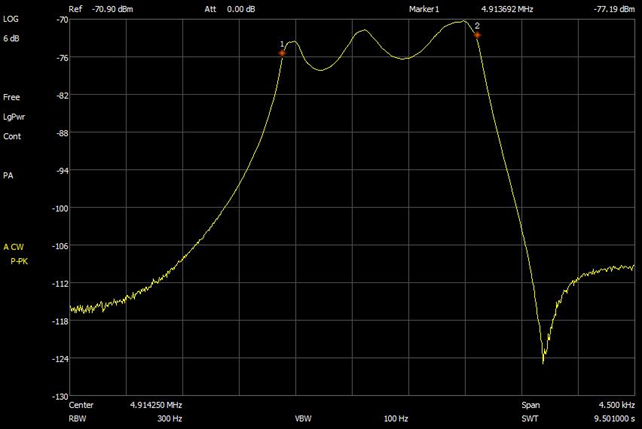 LOG
Ref -70.90 dBm Att 0.00 dB Marker1 4.913692 MHz -77.19 dBm
6 dB
-70
2
1
-76
-82
Free
LgPwr
-88
Cont
-94
PA
-100
-106
A CW
P-PK
-112
-118
-124
-130
Center 4.914250 MHz Span 4.500 kHz
RBW 300 Hz VBW 100 Hz SWT 9.501000 s